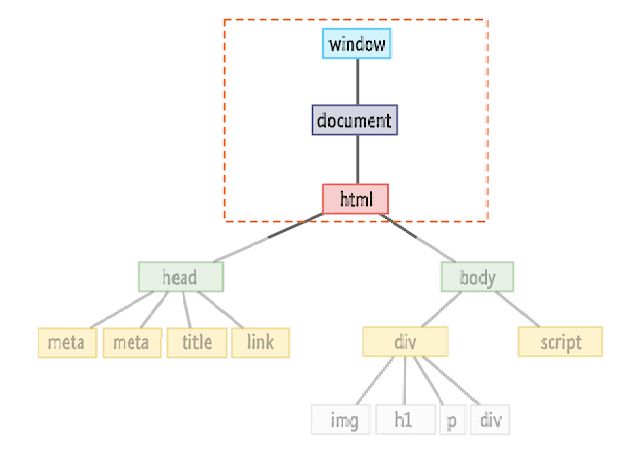 window
document
html
head
body
meta
meta
title
link
div
script
img
h1
p
div